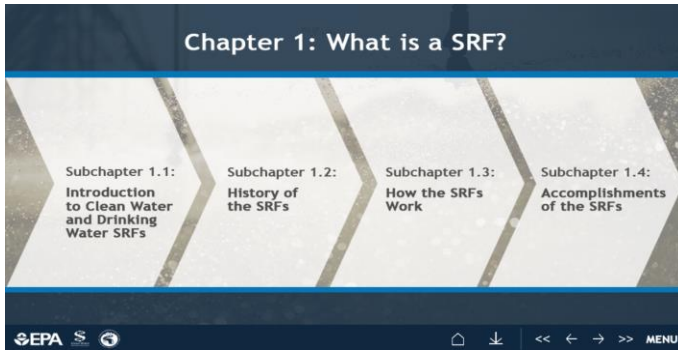 Chapter 1: What is a SRF?
Subchapter 1.1:
Introduction
to Clean Water
and Drinking
Water SRFs
Subchapter 1.2:
History of
the SRFs
Subchapter 1.3:
How the SRFs
Work
Subchapter 1.4:
Accomplishments
of the SRFs
EPA
<< ← → >> MENU